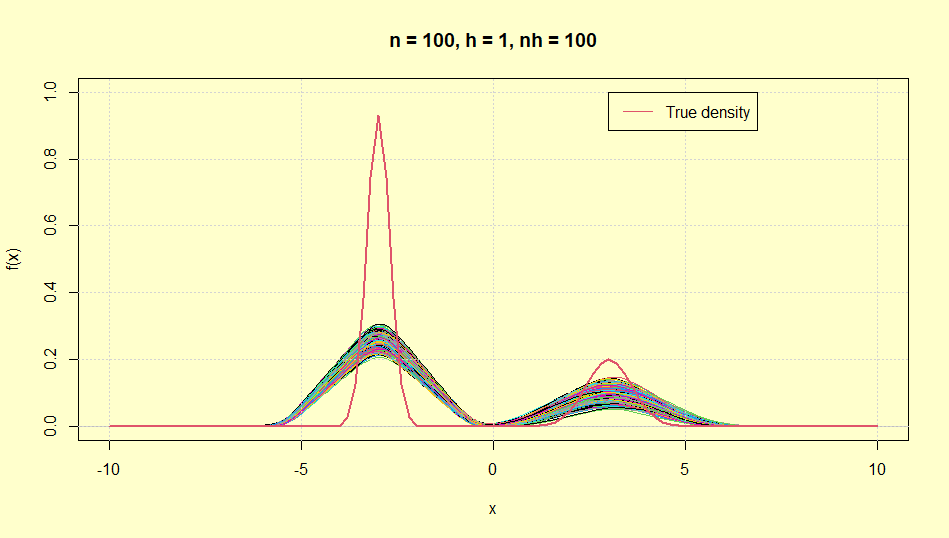 n = 100, h = 1, nh = 100
True density
f(x)
1.0
0.8
0.6
0.4
0.2
0.0
-10 -5 0 5 10
x